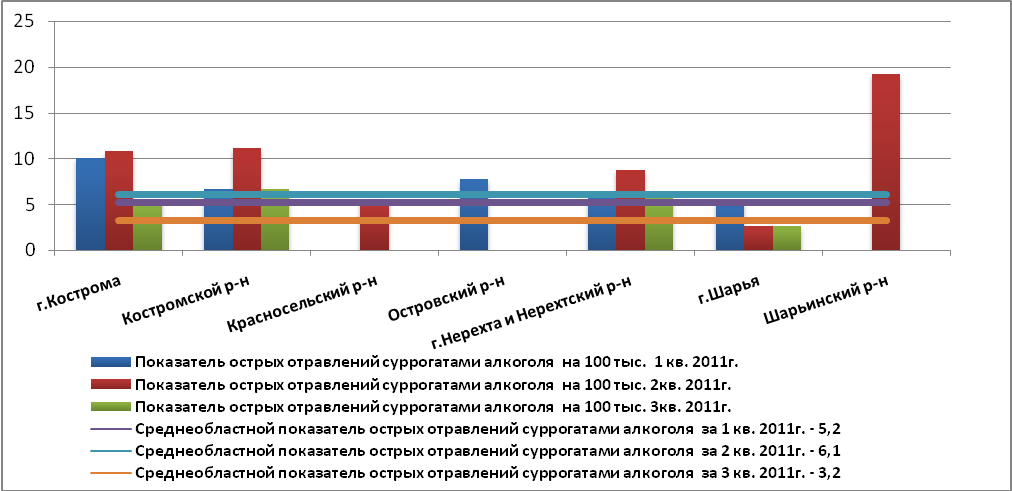 25
20
15
10
5
0
г.Кострома
Костромской р-н
Красносельский р-н
Островский р-н
г.Нерехта и Нерехтский р-н
г.Шарья
Шарьинский р-н
Показатель острых отравлений суррогатами алкоголя на 100 тыс. 1 кв. 2011г.
Показатель острых отравлений суррогатами алкоголя на 100 тыс. 2кв. 2011г.
Показатель острых отравлений суррогатами алкоголя на 100 тыс. 3кв. 2011г.
Среднеобластной показатель острых отравлений суррогатами алкоголя за 1 кв. 2011г. - 5,2
Среднеобластной показатель острых отравлений суррогатами алкоголя за 2 кв. 2011г. - 6,1
Среднеобластной показатель острых отравлений суррогатами алкоголя за 3 кв. 2011г. - 3,2